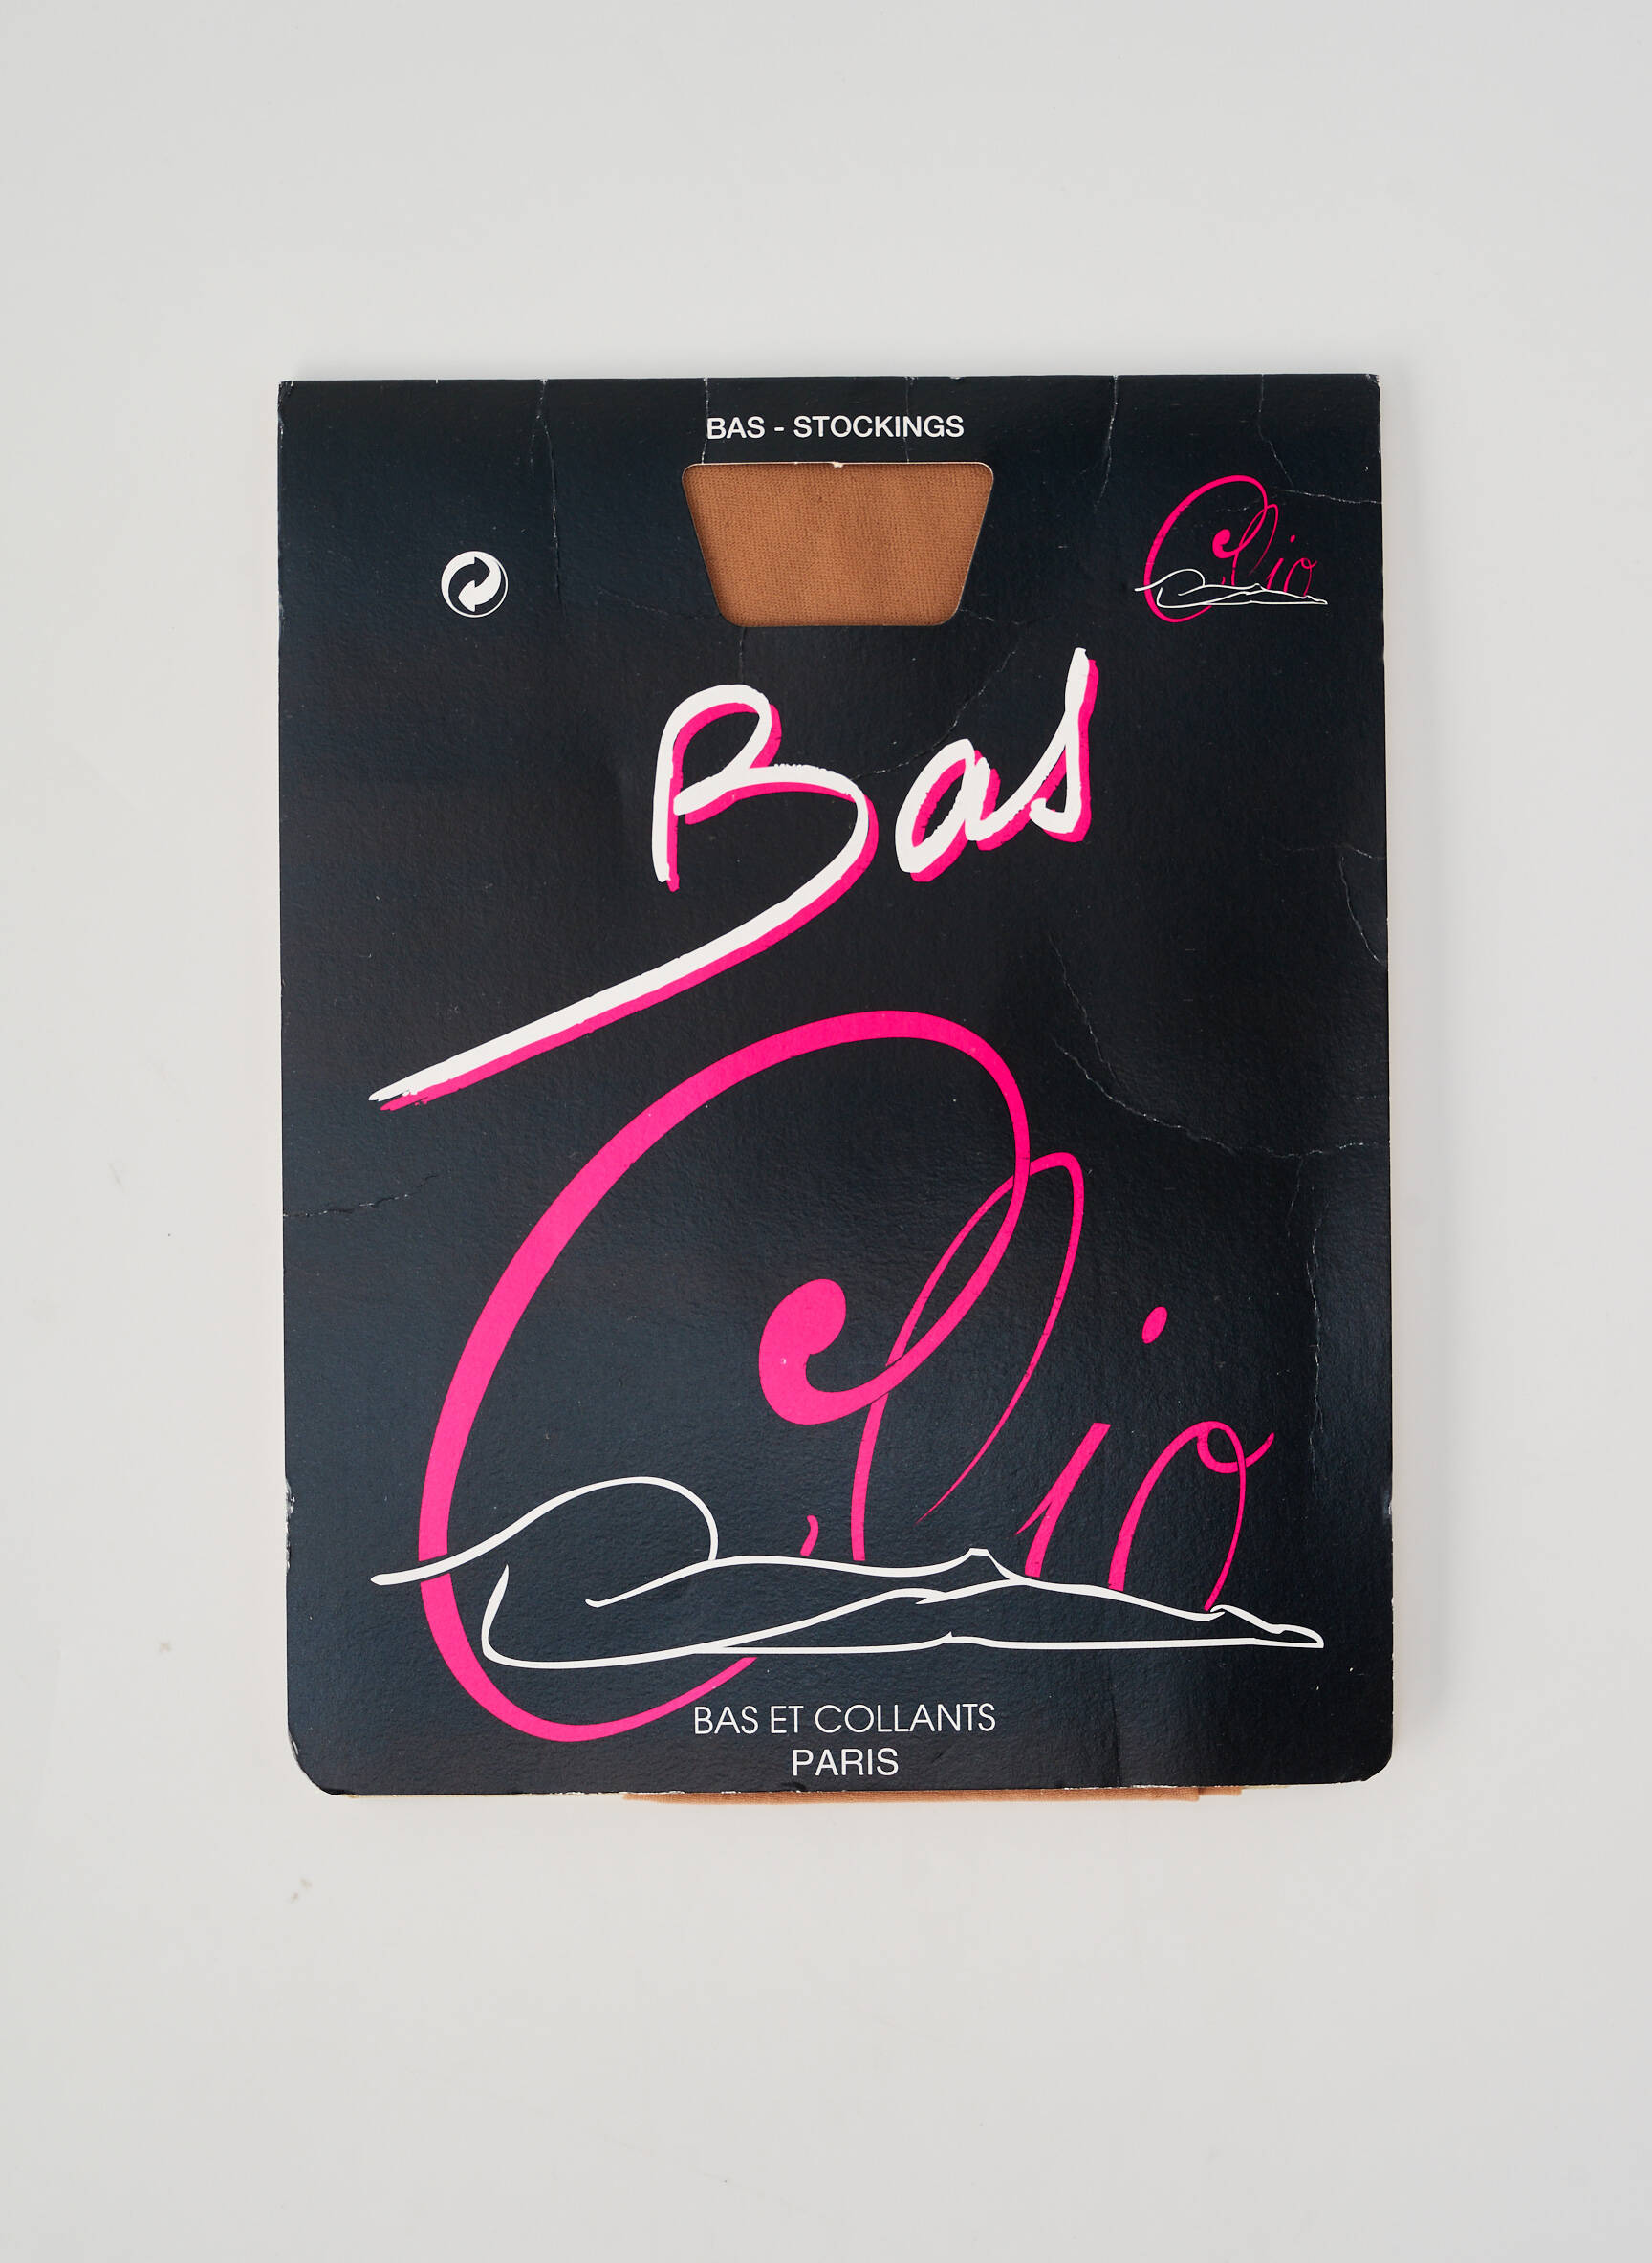 BAS - STOCKINGS
Clio
Bas
Clio
BAS ET COLLANTS
PARIS